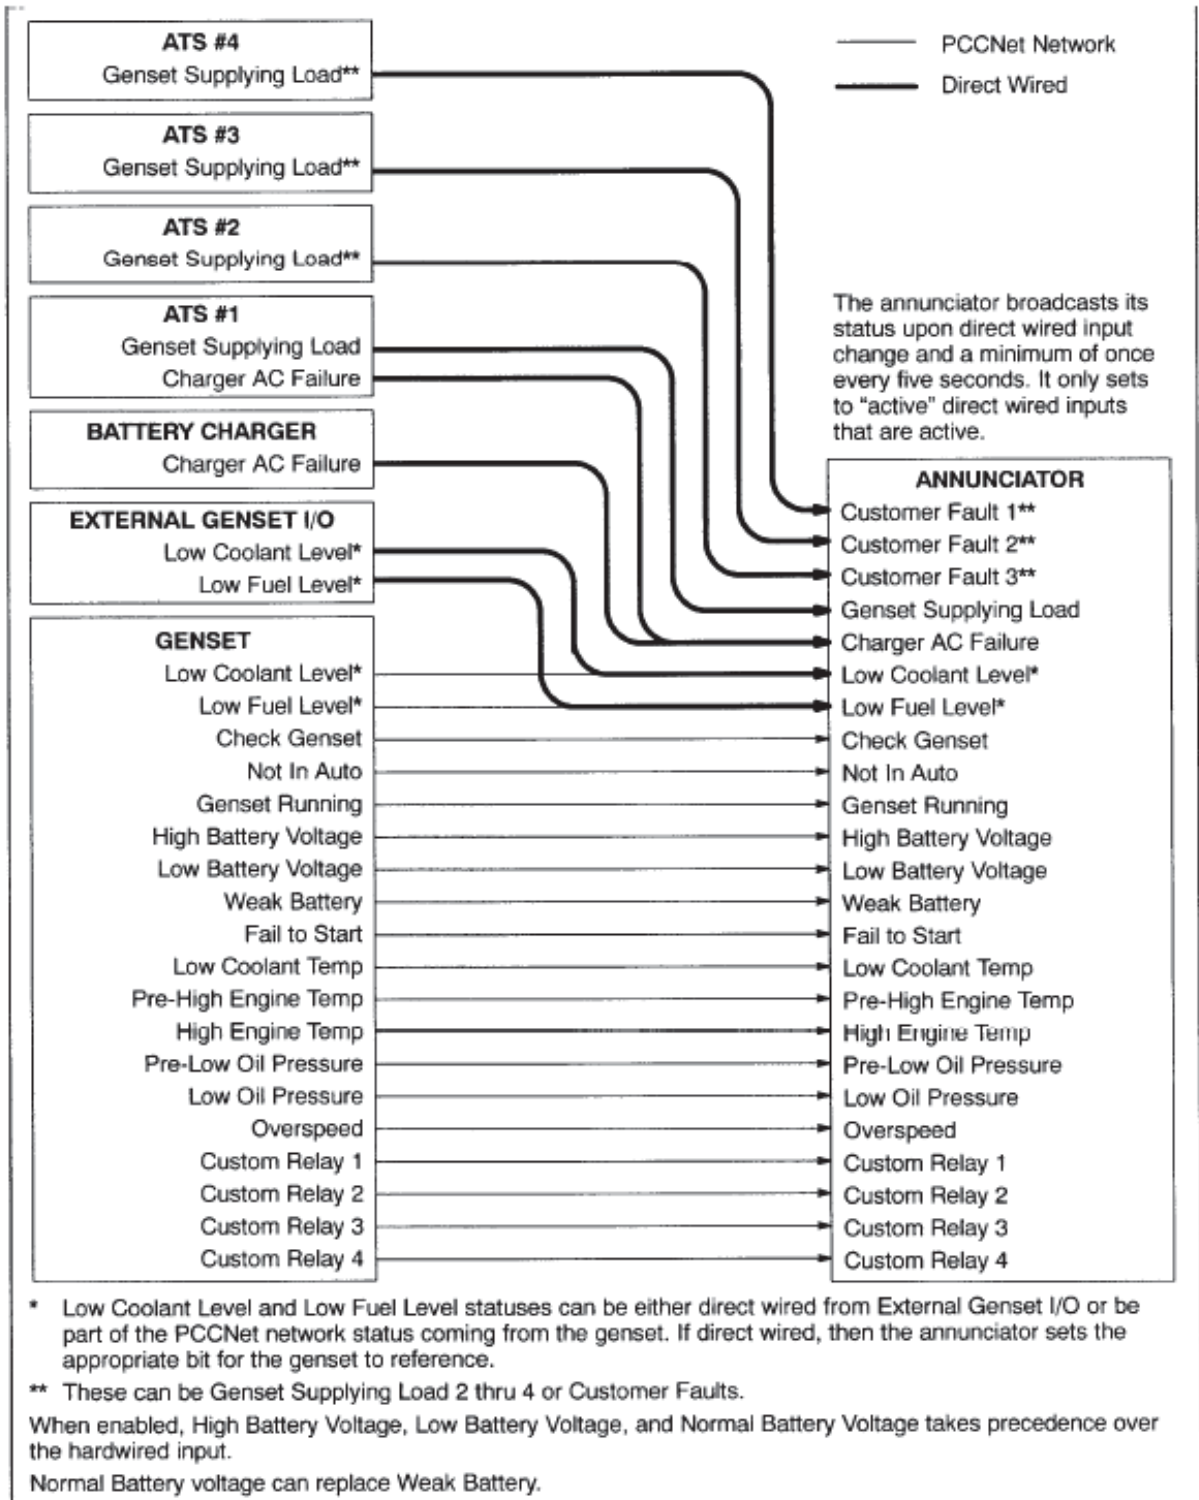 ATS #4
Genset Supplying Load**
PCCNet Network
Direct Wired
ATS #3
Genset Supplying Load**
ATS #2
Genset Supplying Load**
ATS #1
Genset Supplying Load
Charger AC Failure
The annunciator broadcasts its
status upon direct wired input
change and a minimum of once
every five seconds. It only sets
to “active” direct wired inputs
that are active.
BATTERY CHARGER
Charger AC Failure
EXTERNAL GENSET I/O
Low Coolant Level*
Low Fuel Level*
GENSET
Low Coolant Level*
Low Fuel Level*
Check Genset
Not In Auto
Genset Running
High Battery Voltage
Low Battery Voltage
Weak Battery
Fail to Start
Low Coolant Temp
Pre-High Engine Temp
High Engine Temp
Pre-Low Oil Pressure
Low Oil Pressure
Overspeed
Custom Relay 1
Custom Relay 2
Custom Relay 3
Custom Relay 4
ANNUNCIATOR
Customer Fault 1**
Customer Fault 2**
Customer Fault 3**
Genset Supplying Load
Charger AC Failure
Low Coolant Level*
Low Fuel Level*
Check Genset
Not In Auto
Genset Running
High Battery Voltage
Low Battery Voltage
Weak Battery
Fail to Start
Low Coolant Temp
Pre-High Engine Temp
High Engine Temp
Pre-Low Oil Pressure
Low Oil Pressure
Overspeed
Custom Relay 1
Custom Relay 2
Custom Relay 3
Custom Relay 4
* Low Coolant Level and Low Fuel Level statuses can be either direct wired from External Genset I/O or be
part of the PCCNet network status coming from the genset. If direct wired, then the annunciator sets the
appropriate bit for the genset to reference.
** These can be Genset Supplying Load 2 thru 4 or Customer Faults.
When enabled, High Battery Voltage, Low Battery Voltage, and Normal Battery Voltage takes precedence over
the hardwired input.
Normal Battery voltage can replace Weak Battery.